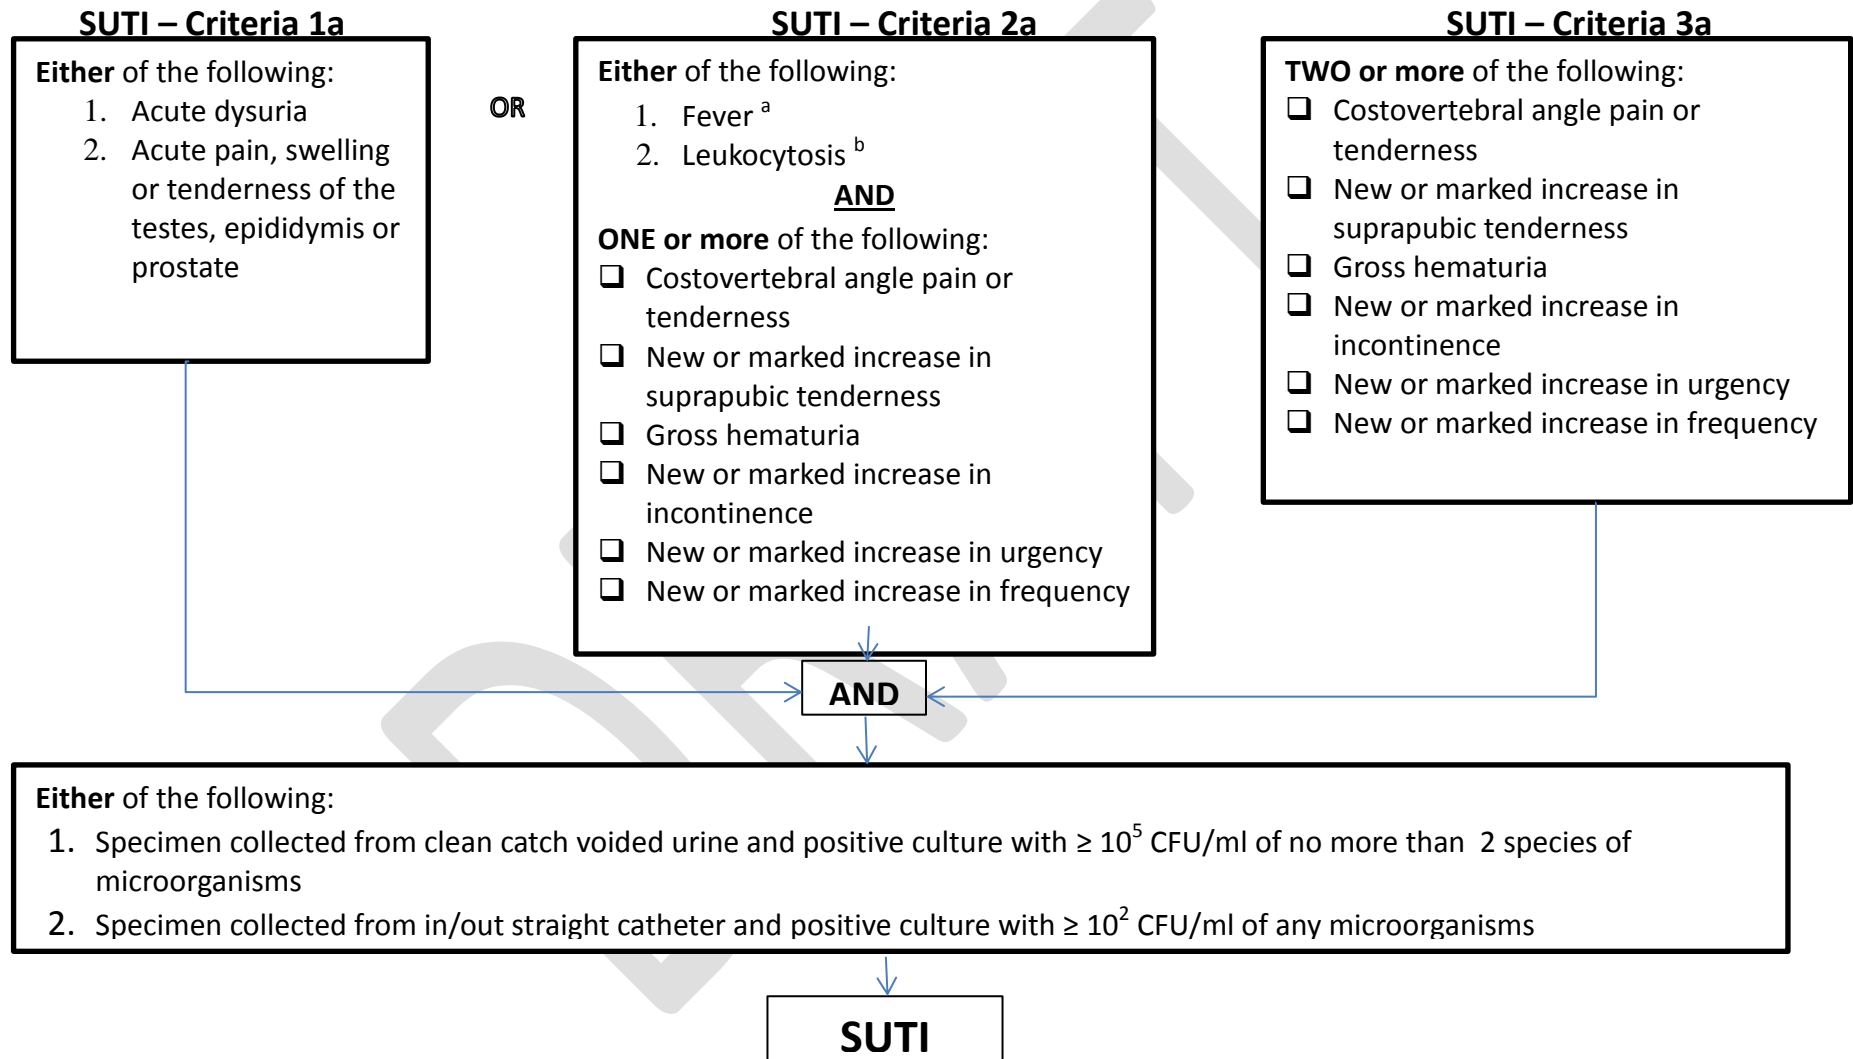 SUTI – Criteria 1a
Either of the following:
1. Acute dysuria
2. Acute pain, swelling
or tenderness of the
testes, epididymis or
prostate
OR
SUTI – Criteria 2a
Either of the following:
1. Fever a
2. Leukocytosis b
AND
ONE or more of the following:
❑ Costovertebral angle pain or
tenderness
❑ New or marked increase in
suprapubic tenderness
❑ Gross hematuria
❑ New or marked increase in
incontinence
❑ New or marked increase in urgency
❑ New or marked increase in frequency
SUTI – Criteria 3a
TWO or more of the following:
❑ Costovertebral angle pain or
tenderness
❑ New or marked increase in
suprapubic tenderness
❑ Gross hematuria
❑ New or marked increase in
incontinence
❑ New or marked increase in urgency
❑ New or marked increase in frequency
AND
Either of the following:
1. Specimen collected from clean catch voided urine and positive culture with ≥ 10^5 CFU/ml of no more than 2 species of
microorganisms
2. Specimen collected from in/out straight catheter and positive culture with ≥ 10^2 CFU/ml of any microorganisms
SUTI
DRAFT